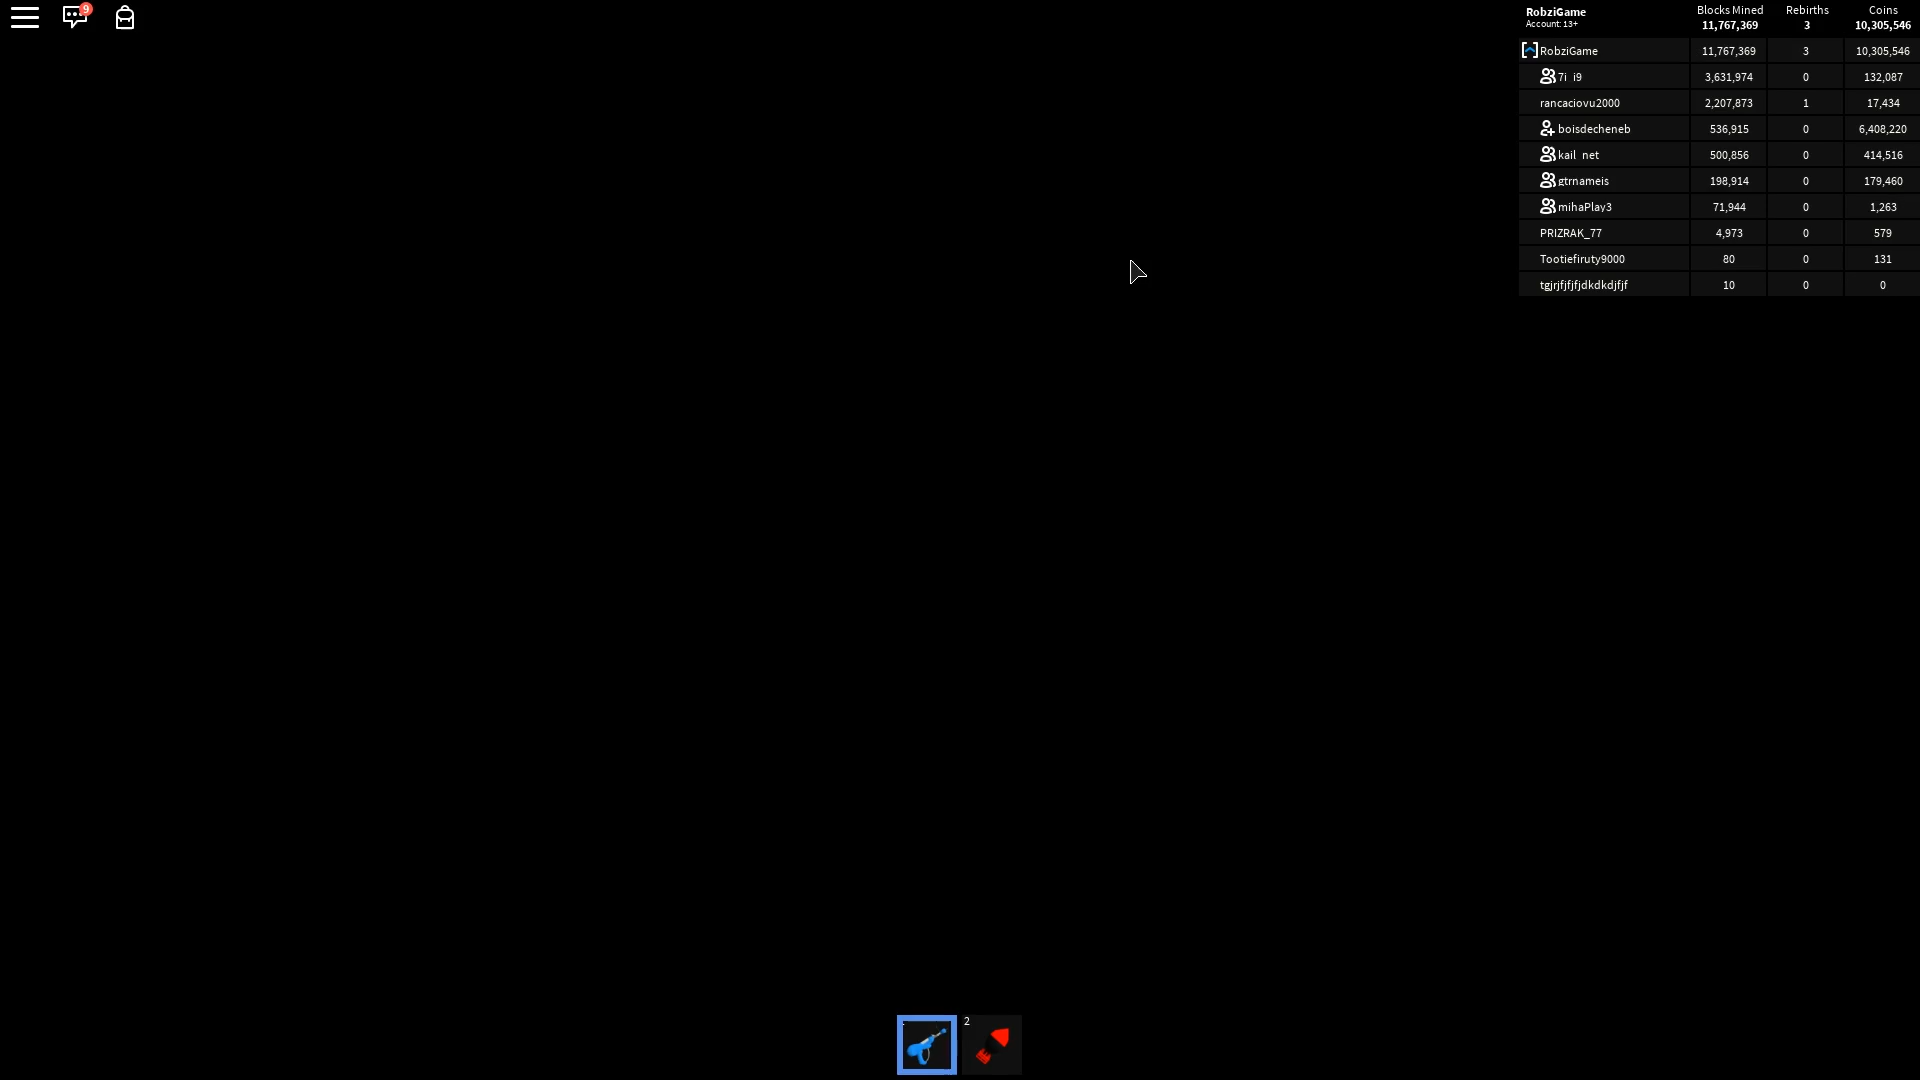 9
RobziGame Blocks Mined Rebirths Coins
Account: 13+ 11,767,369 3 10,305,546
RobziGame 11,767,369 3 10,305,546
7i i9 3,631,974 0 132,087
rancaciovu2000 2,207,873 1 17,434
boisdecheneb 536,915 0 6,408,220
kail net 500,856 0 414,516
gtrnameis 198,914 0 179,460
mihaPlay3 71,944 0 1,263
PRIZRAK_77 4,973 0 579
Tootiefiruty9000 80 0 131
tgjrjfjfjfjdkdkdjfjf 10 0 0
2